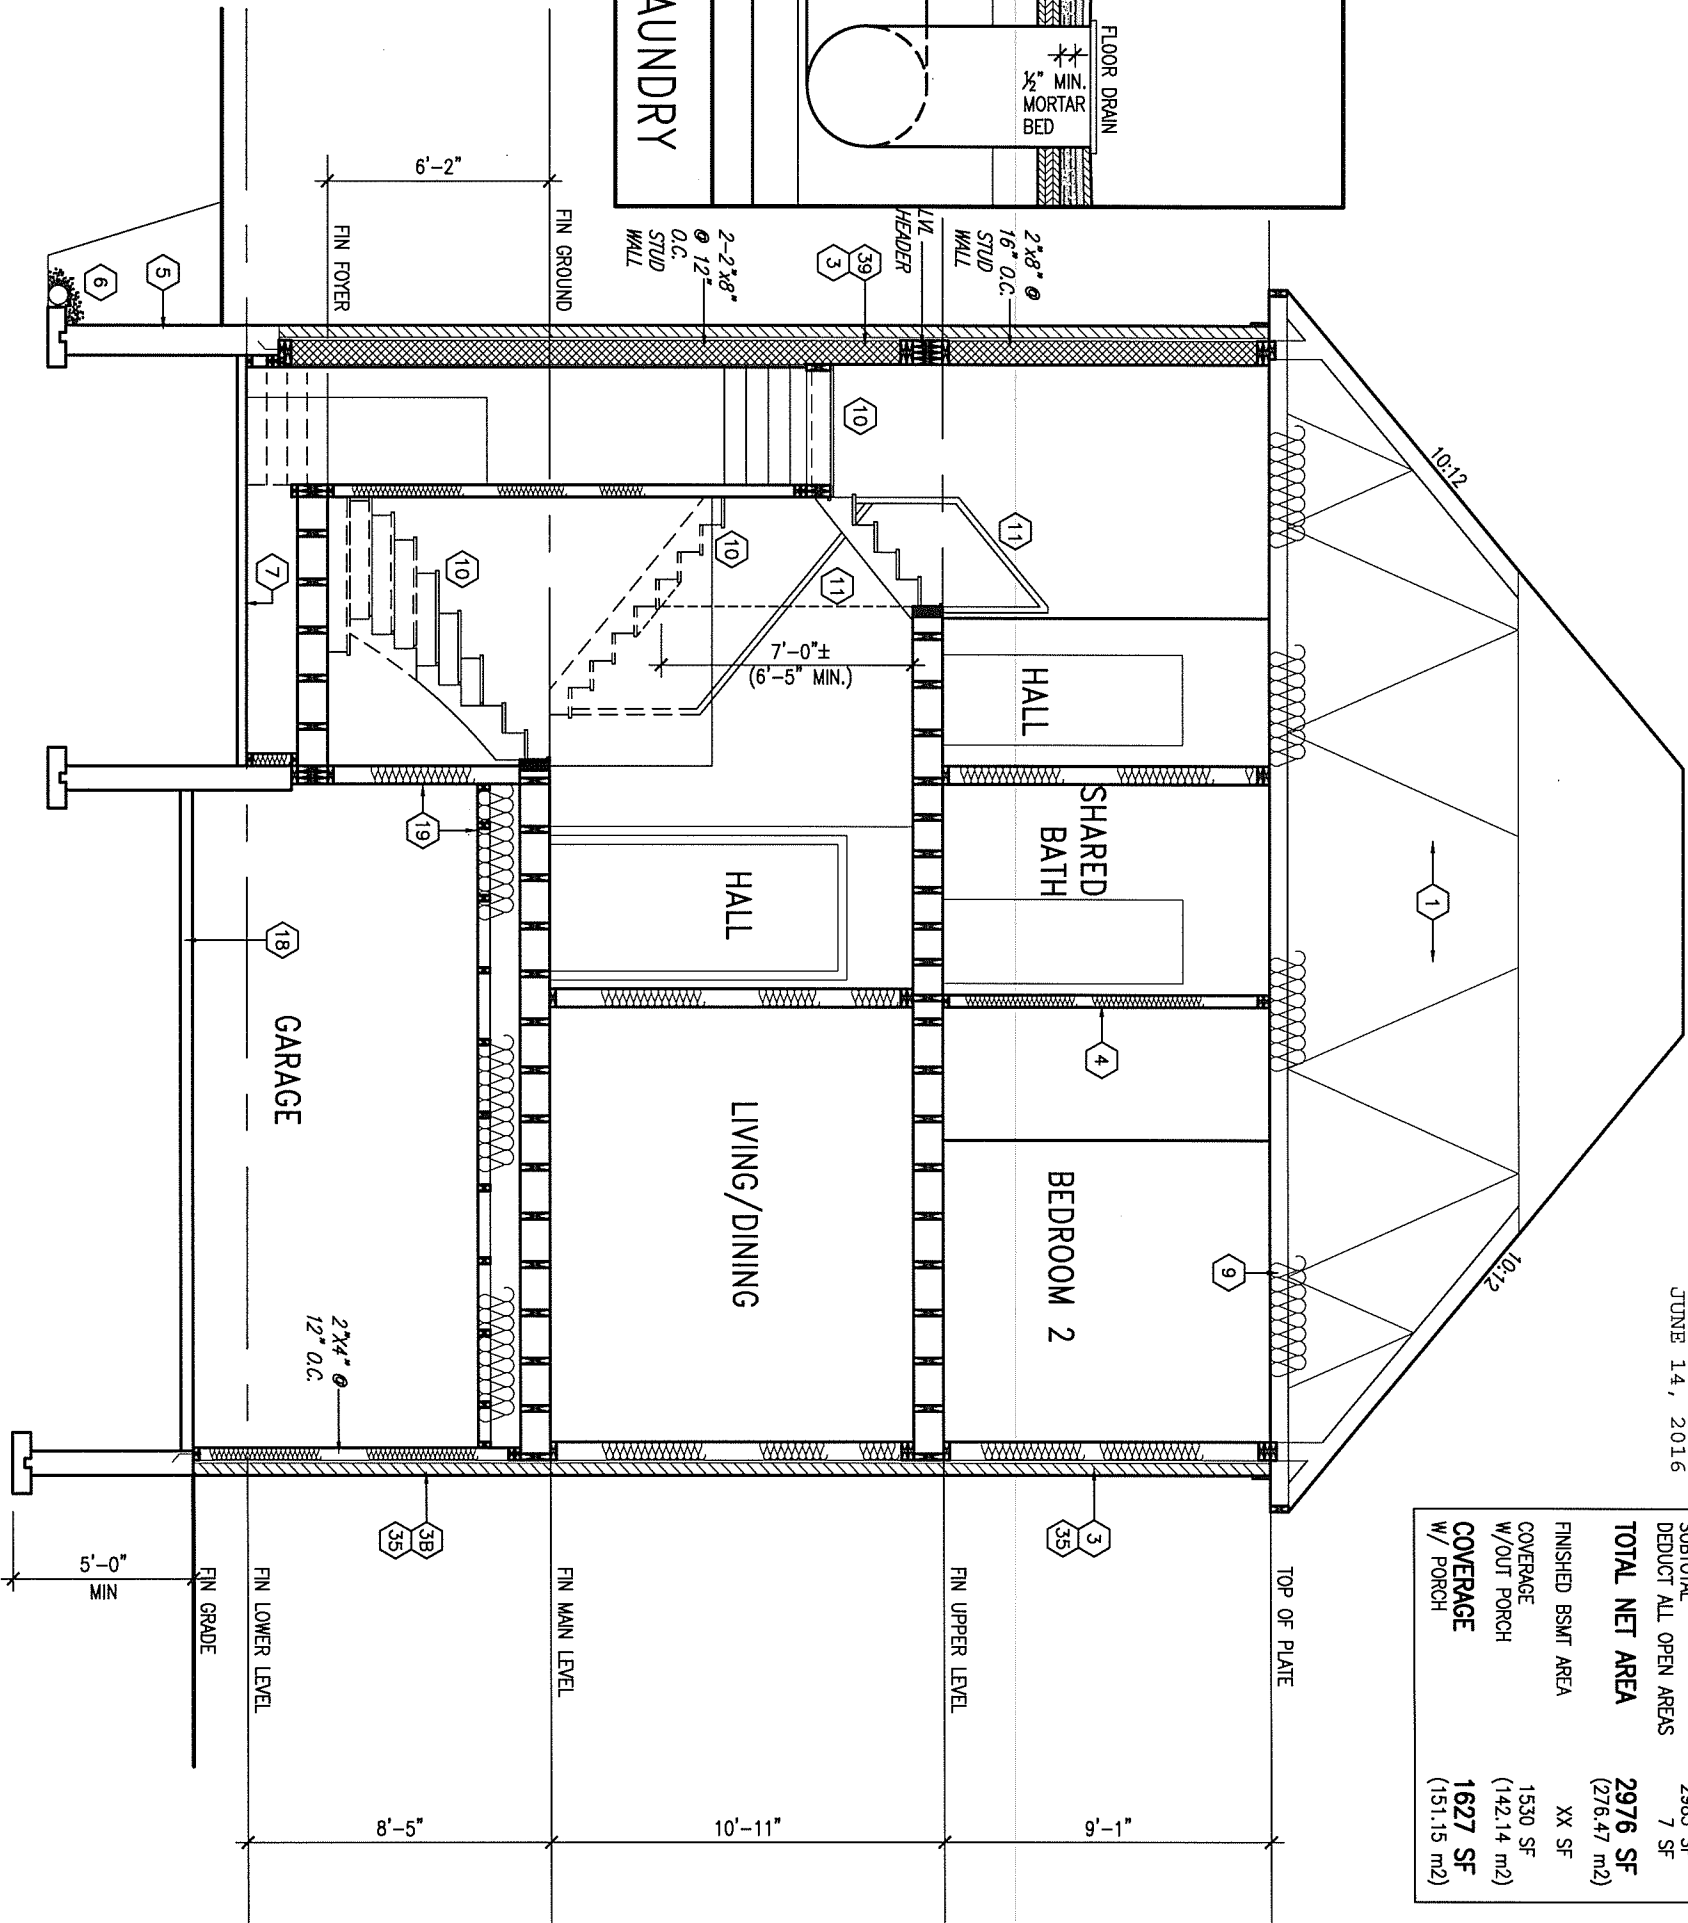 JUNE 14, 2016
DEDUCT ALL OPEN AREAS 7 SF
TOTAL NET AREA 2976 SF
(276.47 m2)
FINISHED BSMT AREA XX SF
COVERAGE 1530 SF
W/OUT PORCH (142.14 m2)
COVERAGE 1627 SF
W/ PORCH (151.15 m2)
FLOOR DRAIN
½" MIN.
MORTAR
BED
AUNDRY
10:12
10:12
1
9
TOP OF PLATE
9'-1"
2"x8" @
16" O.C.
STUD
WALL
LVL
HEADER
39
3
2-2"x8"
@ 12"
O.C.
STUD
WALL
11
HALL
SHARED
BATH
4
BEDROOM 2
3
35
FIN UPPER LEVEL
10
11
10
7'-0"±
(6'-5" MIN.)
HALL
LIVING/DINING
10'-11"
FIN GROUND
6'-2"
FIN FOYER
FIN MAIN LEVEL
10
19
GARAGE
2"X4" @
12" O.C.
3B
35
8'-5"
7
18
FIN LOWER LEVEL
FIN GRADE
5
6
5'-0"
MIN